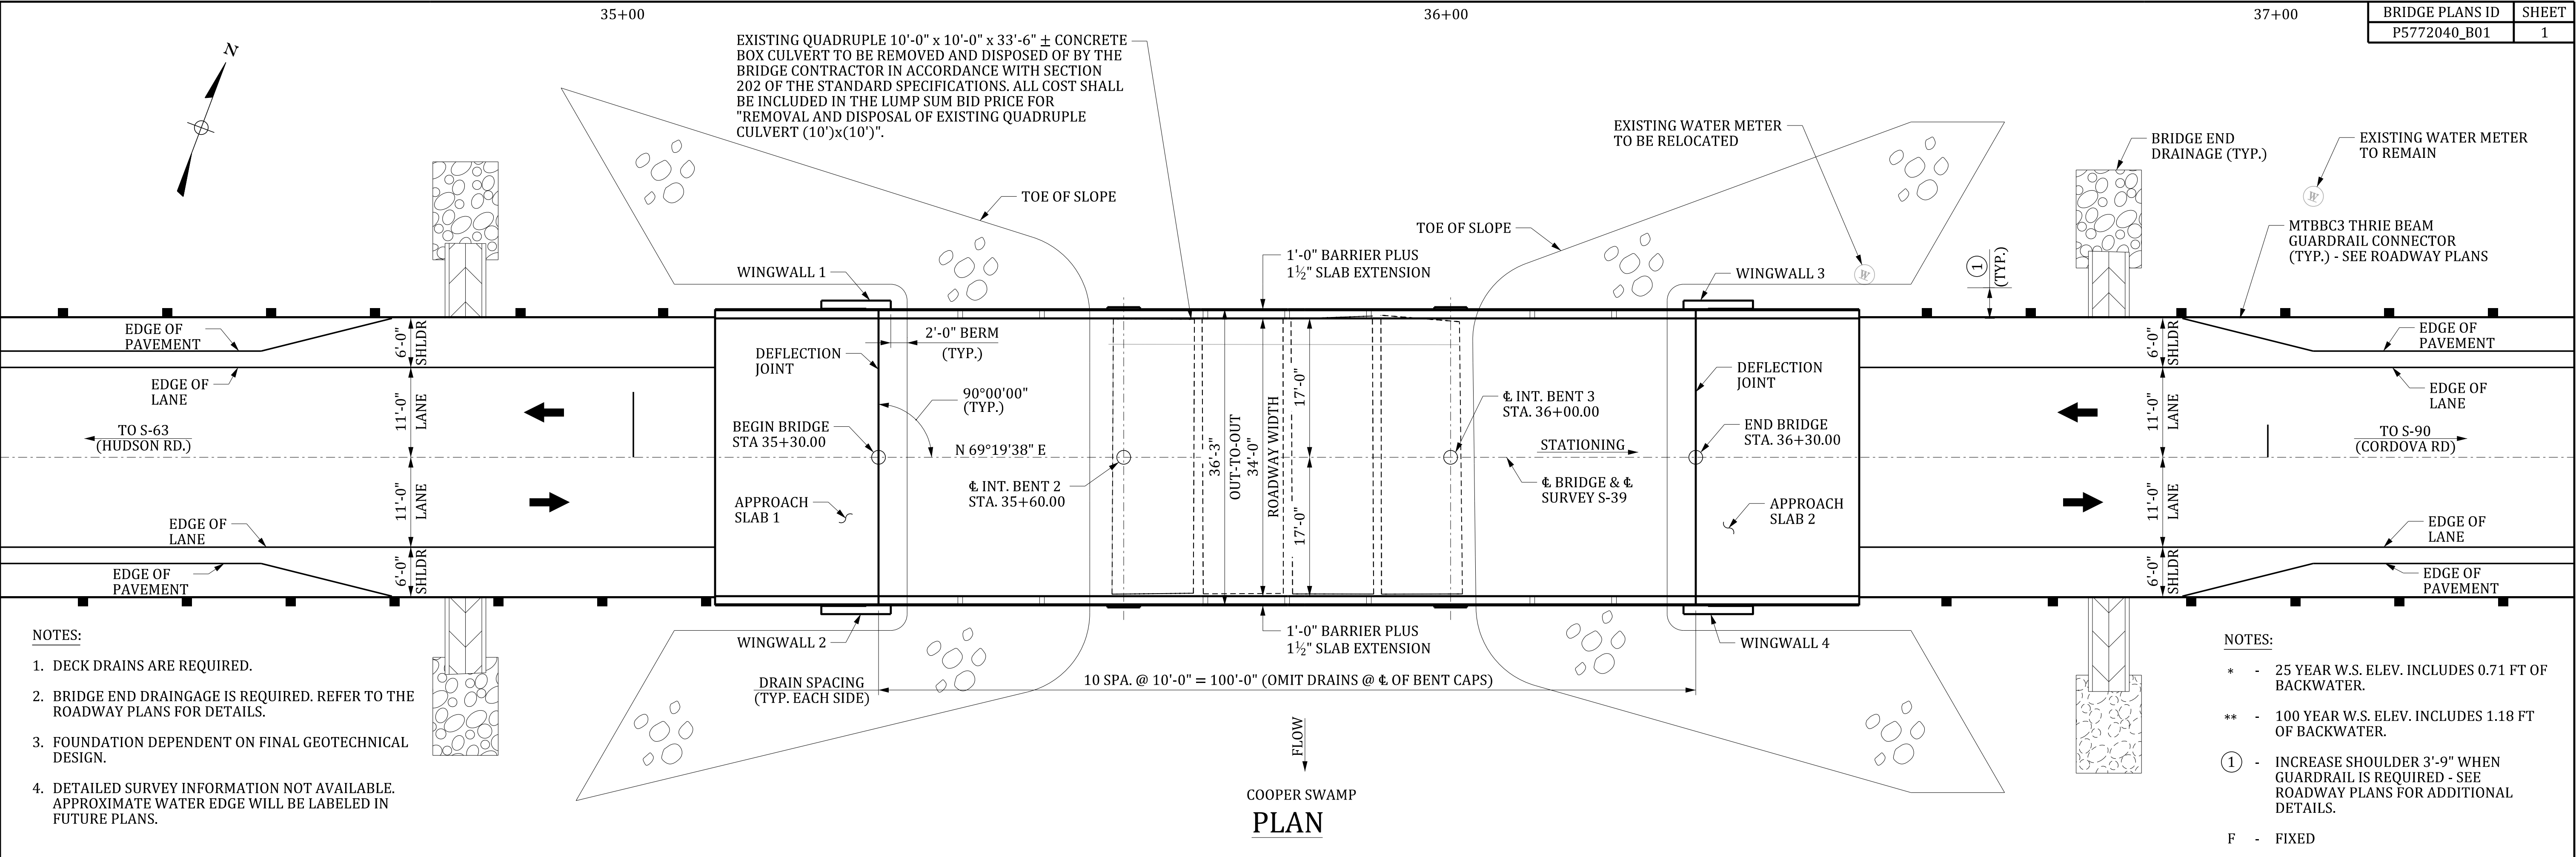 35+00
36+00
37+00
BRIDGE PLANS ID
SHEET
P5772040_B01
1
N
EXISTING QUADRUPLE 10'-0" x 10'-0" x 33'-6" ± CONCRETE
BOX CULVERT TO BE REMOVED AND DISPOSED OF BY THE
BRIDGE CONTRACTOR IN ACCORDANCE WITH SECTION
202 OF THE STANDARD SPECIFICATIONS. ALL COST SHALL
BE INCLUDED IN THE LUMP SUM BID PRICE FOR
"REMOVAL AND DISPOSAL OF EXISTING QUADRUPLE
CULVERT (10')x(10')".
EXISTING WATER METER
TO BE RELOCATED
BRIDGE END
DRAINAGE (TYP.)
EXISTING WATER METER
TO REMAIN
W
TOE OF SLOPE
TOE OF SLOPE
MTBBC3 THRIE BEAM
GUARDRAIL CONNECTOR
(TYP.) - SEE ROADWAY PLANS
1'-0" BARRIER PLUS
1½" SLAB EXTENSION
WINGWALL 1
WINGWALL 3
W
1
(TYP.)
EDGE OF
PAVEMENT
6'-0"
SHLDR
2'-0" BERM
(TYP.)
DEFLECTION
JOINT
EDGE OF
LANE
11'-0"
LANE
90°00'00"
(TYP.)
17'-0"
DEFLECTION
JOINT
6'-0"
SHLDR
EDGE OF
PAVEMENT
EDGE OF
LANE
11'-0"
LANE
TO S-63
(HUDSON RD.)
BEGIN BRIDGE
STA 35+30.00
N 69°19'38" E
36'-3"
OUT-TO-OUT
34'-0"
ROADWAY WIDTH
℄ INT. BENT 3
STA. 36+00.00
STATIONING
END BRIDGE
STA. 36+30.00
TO S-90
(CORDOVA RD)
11'-0"
LANE
APPROACH
SLAB 1
℄ INT. BENT 2
STA. 35+60.00
17'-0"
℄ BRIDGE & ℄
SURVEY S-39
APPROACH
SLAB 2
11'-0"
LANE
EDGE OF
LANE
EDGE OF
LANE
EDGE OF
PAVEMENT
6'-0"
SHLDR
6'-0"
SHLDR
EDGE OF
PAVEMENT
WINGWALL 2
1'-0" BARRIER PLUS
1½" SLAB EXTENSION
WINGWALL 4
DRAIN SPACING
(TYP. EACH SIDE)
10 SPA. @ 10'-0" = 100'-0" (OMIT DRAINS @ ℄ OF BENT CAPS)
FLOW
COOPER SWAMP
PLAN
NOTES:
1. DECK DRAINS ARE REQUIRED.
2. BRIDGE END DRAINGAGE IS REQUIRED. REFER TO THE
ROADWAY PLANS FOR DETAILS.
3. FOUNDATION DEPENDENT ON FINAL GEOTECHNICAL
DESIGN.
4. DETAILED SURVEY INFORMATION NOT AVAILABLE.
APPROXIMATE WATER EDGE WILL BE LABELED IN
FUTURE PLANS.
NOTES:
* - 25 YEAR W.S. ELEV. INCLUDES 0.71 FT OF
BACKWATER.
** - 100 YEAR W.S. ELEV. INCLUDES 1.18 FT
OF BACKWATER.
1 - INCREASE SHOULDER 3'-9" WHEN
GUARDRAIL IS REQUIRED - SEE
ROADWAY PLANS FOR ADDITIONAL
DETAILS.
F - FIXED